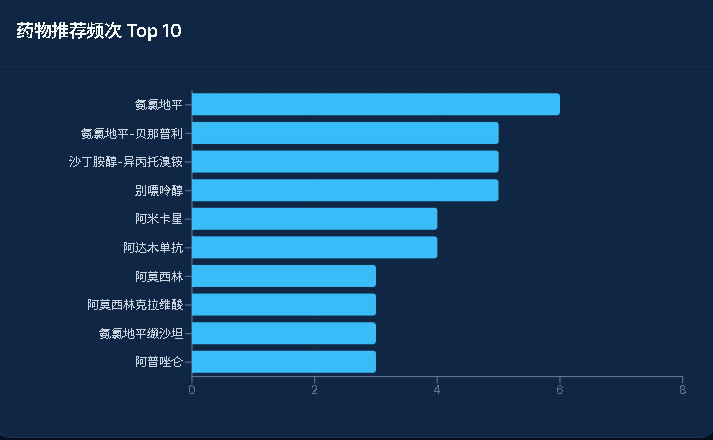 药物推荐频次 Top 10
氨氯地平
氨氯地平-贝那普利
沙丁胺醇-异丙托溴铵
别嘌呤醇
阿米卡星
阿达木单抗
阿莫西林
阿莫西林克拉维酸
氨氯地平缬沙坦
阿普唑仑
0 2 4 6 8